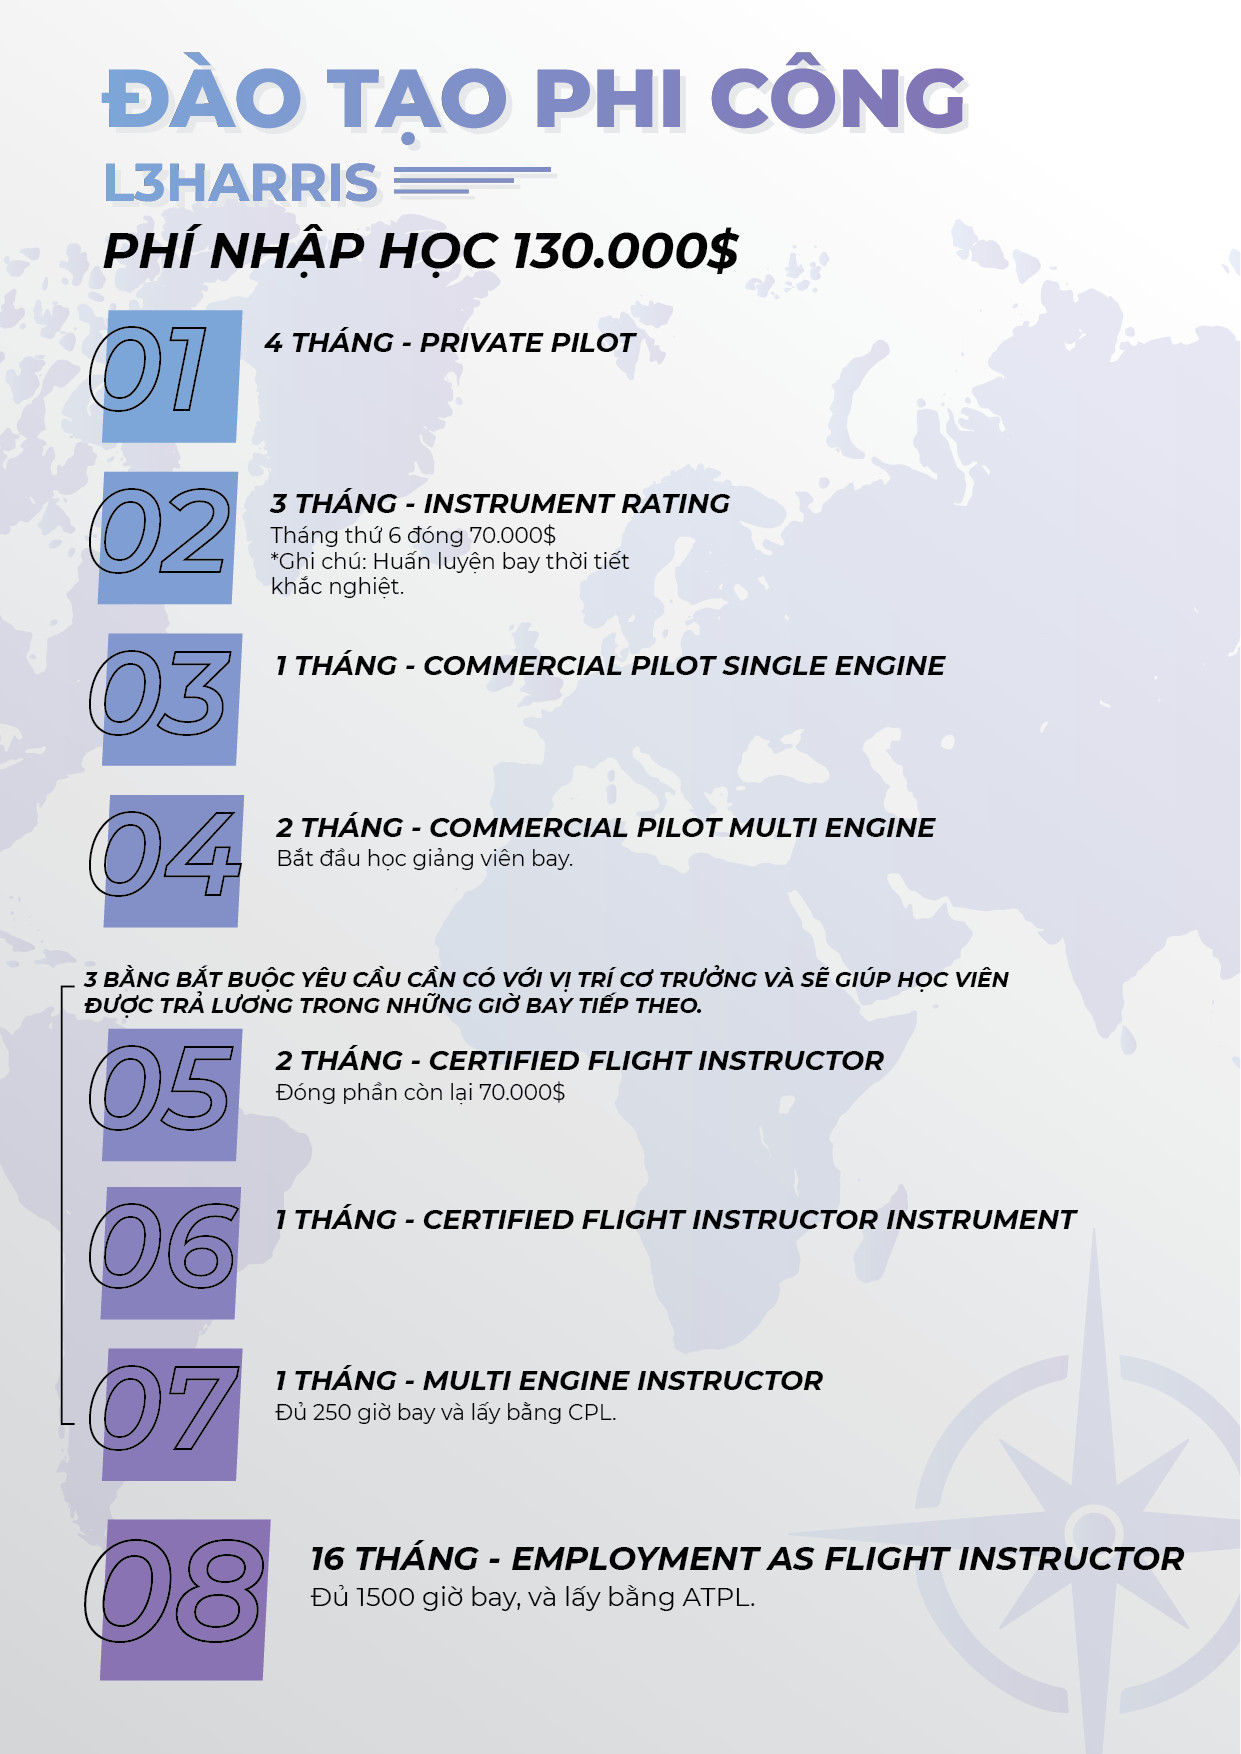 ĐÀO TẠO PHI CÔNG
L3HARRIS
PHÍ NHẬP HỌC 130.000$
01
4 THÁNG - PRIVATE PILOT
02
3 THÁNG - INSTRUMENT RATING
Tháng thứ 6 đóng 70.000$
*Ghi chú: Huấn luyện bay thời tiết
khắc nghiệt.
03
1 THÁNG - COMMERCIAL PILOT SINGLE ENGINE
04
2 THÁNG - COMMERCIAL PILOT MULTI ENGINE
Bắt đầu học giảng viên bay.
3 BẰNG BẮT BUỘC YÊU CẦU CẦN CÓ VỚI VỊ TRÍ CƠ TRƯỞNG VÀ SẼ GIÚP HỌC VIÊN
ĐƯỢC TRẢ LƯƠNG TRONG NHỮNG GIỜ BAY TIẾP THEO.
05
2 THÁNG - CERTIFIED FLIGHT INSTRUCTOR
Đóng phần còn lại 70.000$
06
1 THÁNG - CERTIFIED FLIGHT INSTRUCTOR INSTRUMENT
07
1 THÁNG - MULTI ENGINE INSTRUCTOR
Đủ 250 giờ bay và lấy bằng CPL.
08
16 THÁNG - EMPLOYMENT AS FLIGHT INSTRUCTOR
Đủ 1500 giờ bay, và lấy bằng ATPL.